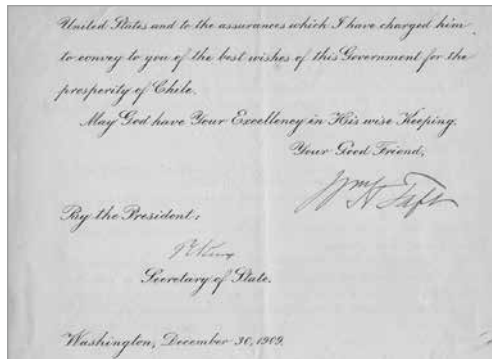 United States and to the assurances which I have charged him
to convey to you of the best wishes of this Government for the
prosperity of Chile.
May God have Your Excellency in His wise Keeping.
Your Good Friend,
Wm H Taft
By the President:
Secretary of State.
Washington, December 30, 1909.